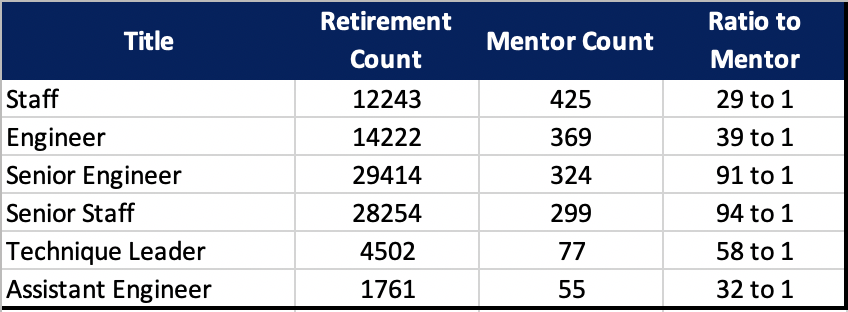 Title Retirement Count Mentor Count Ratio to Mentor
Staff 12243 425 29 to 1
Engineer 14222 369 39 to 1
Senior Engineer 29414 324 91 to 1
Senior Staff 28254 299 94 to 1
Technique Leader 4502 77 58 to 1
Assistant Engineer 1761 55 32 to 1